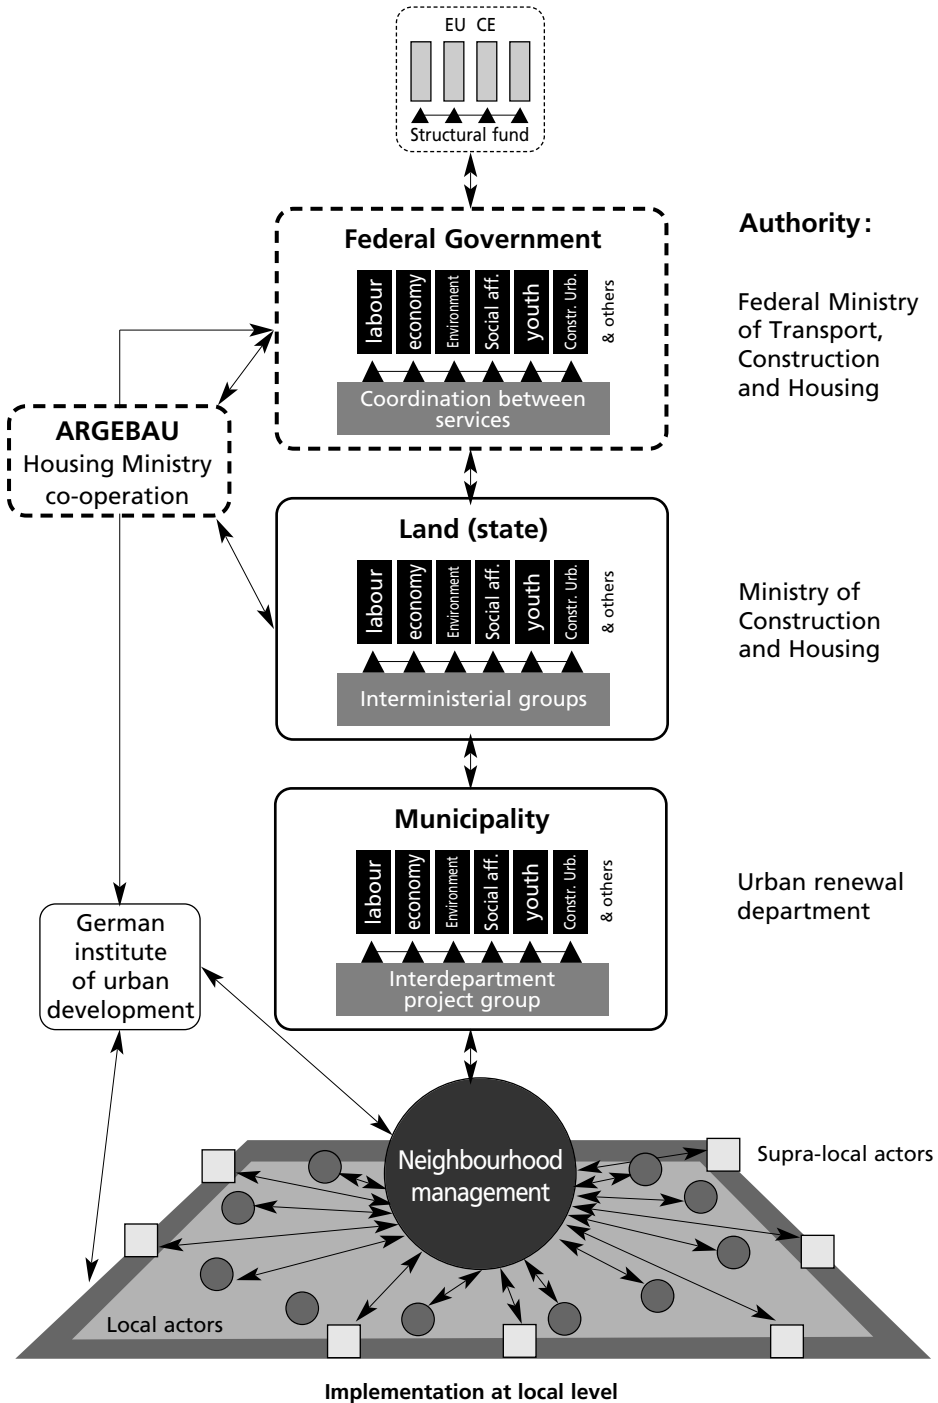 EU CE
Structural fund
Federal Government
labour
economy
Environment
Social aff.
youth
Constr. Urb.
& others
Coordination between
services
Authority :
Federal Ministry
of Transport,
Construction
and Housing
ARGEBAU
Housing Ministry
co-operation
Land (state)
labour
economy
Environment
Social aff.
youth
Constr. Urb.
& others
Interministerial groups
Ministry of
Construction
and Housing
Municipality
labour
economy
Environment
Social aff.
youth
Constr. Urb.
& others
Interdepartment
project group
Urban renewal
department
German
institute
of urban
development
Neighbourhood
management
Supra-local actors
Local actors
Implementation at local level